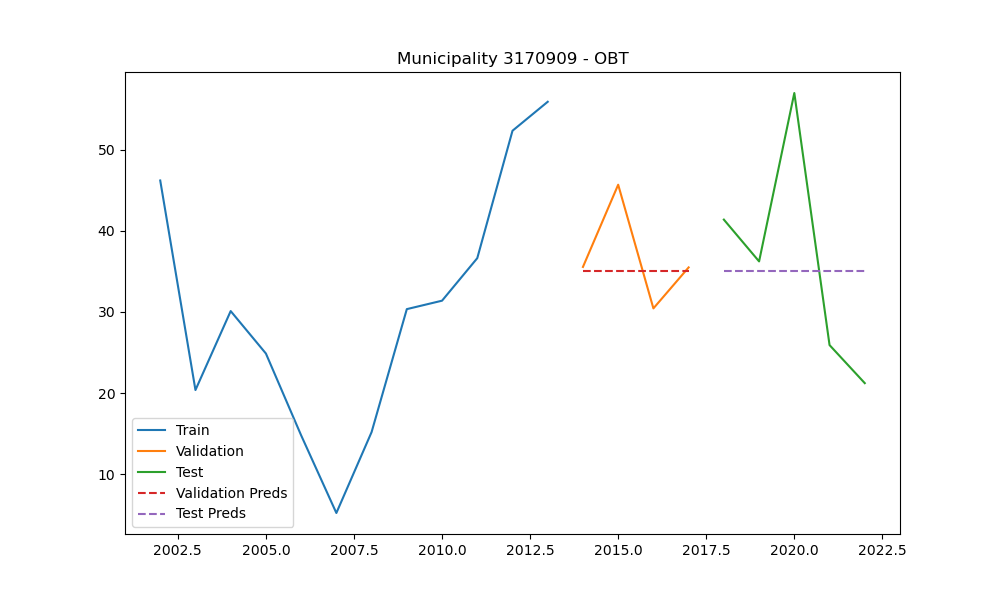 Municipality 3170909 - OBT
50
40
30
20
10
Train
Validation
Test
Validation Preds
Test Preds
2002.5 2005.0 2007.5 2010.0 2012.5 2015.0 2017.5 2020.0 2022.5